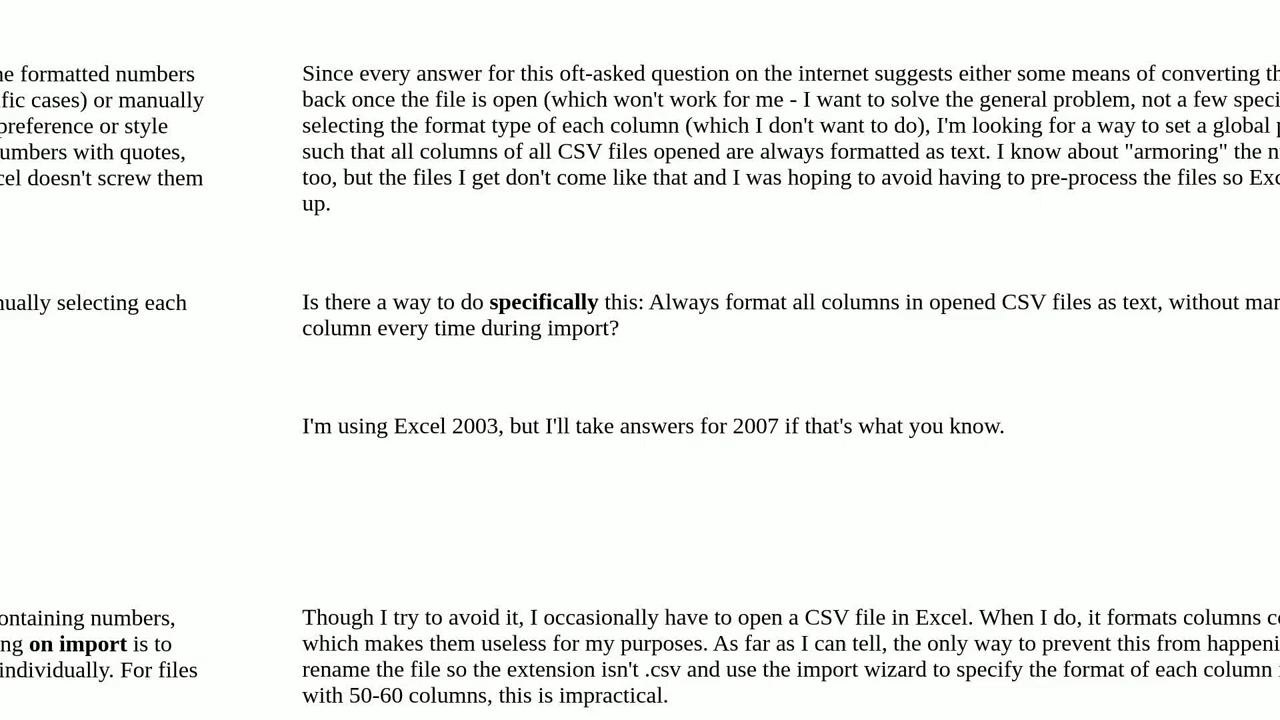 he formatted numbers
fic cases) or manually
preference or style
umbers with quotes,
cel doesn't screw them
nually selecting each
ontaining numbers,
ng on import is to
individually. For files
Since every answer for this oft-asked question on the internet suggests either some means of converting th
back once the file is open (which won't work for me - I want to solve the general problem, not a few speci
selecting the format type of each column (which I don't want to do), I'm looking for a way to set a global p
such that all columns of all CSV files opened are always formatted as text. I know about "armoring" the n
too, but the files I get don't come like that and I was hoping to avoid having to pre-process the files so Exc
up.
Is there a way to do specifically this: Always format all columns in opened CSV files as text, without man
column every time during import?
I'm using Excel 2003, but I'll take answers for 2007 if that's what you know.
Though I try to avoid it, I occasionally have to open a CSV file in Excel. When I do, it formats columns co
which makes them useless for my purposes. As far as I can tell, the only way to prevent this from happeni
rename the file so the extension isn't .csv and use the import wizard to specify the format of each column
with 50-60 columns, this is impractical.